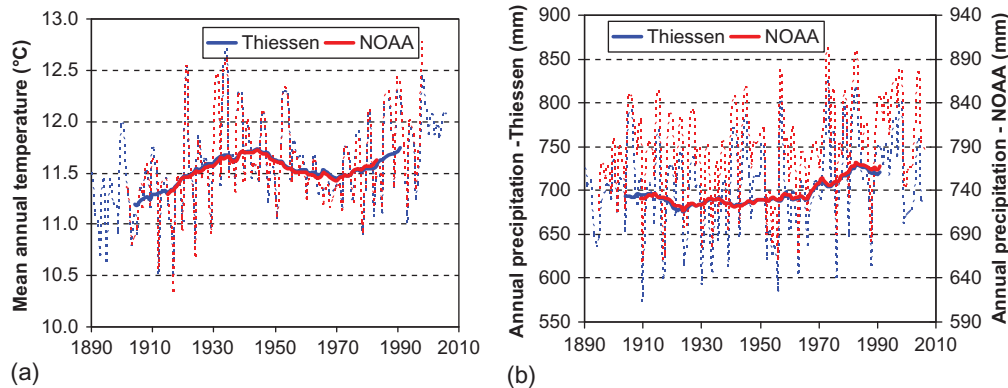 13.0
12.5
12.0
11.5
11.0
10.5
10.0
Mean annual temperature (°C)
Thiessen NOAA
1890 1910 1930 1950 1970 1990 2010
(a)
900
850
800
750
700
650
600
550
Annual precipitation -Thiessen (mm)
Thiessen NOAA
940
890
840
790
740
690
640
590
Annual precipitation - NOAA (mm)
1890 1910 1930 1950 1970 1990 2010
(b)